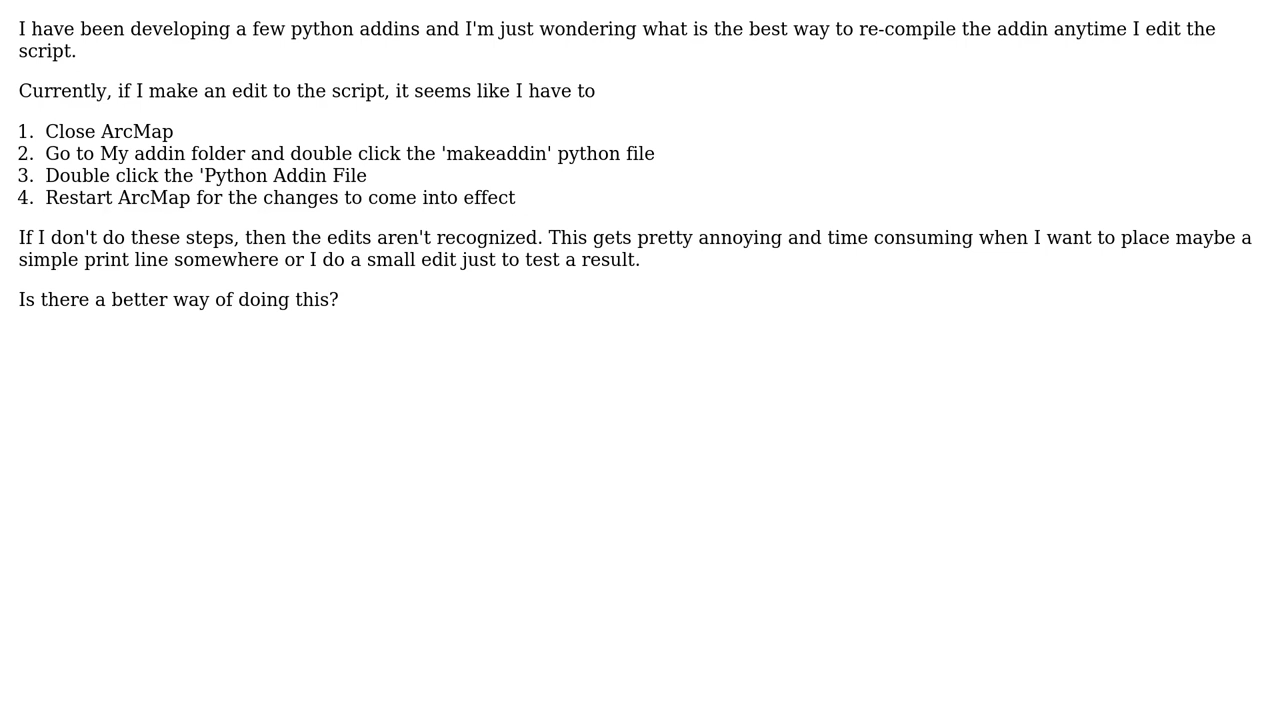 I have been developing a few python addins and I'm just wondering what is the best way to re-compile the addin anytime I edit the
script.
Currently, if I make an edit to the script, it seems like I have to
1. Close ArcMap
2. Go to My addin folder and double click the 'makeaddin' python file
3. Double click the 'Python Addin File
4. Restart ArcMap for the changes to come into effect
If I don't do these steps, then the edits aren't recognized. This gets pretty annoying and time consuming when I want to place maybe a
simple print line somewhere or I do a small edit just to test a result.
Is there a better way of doing this?